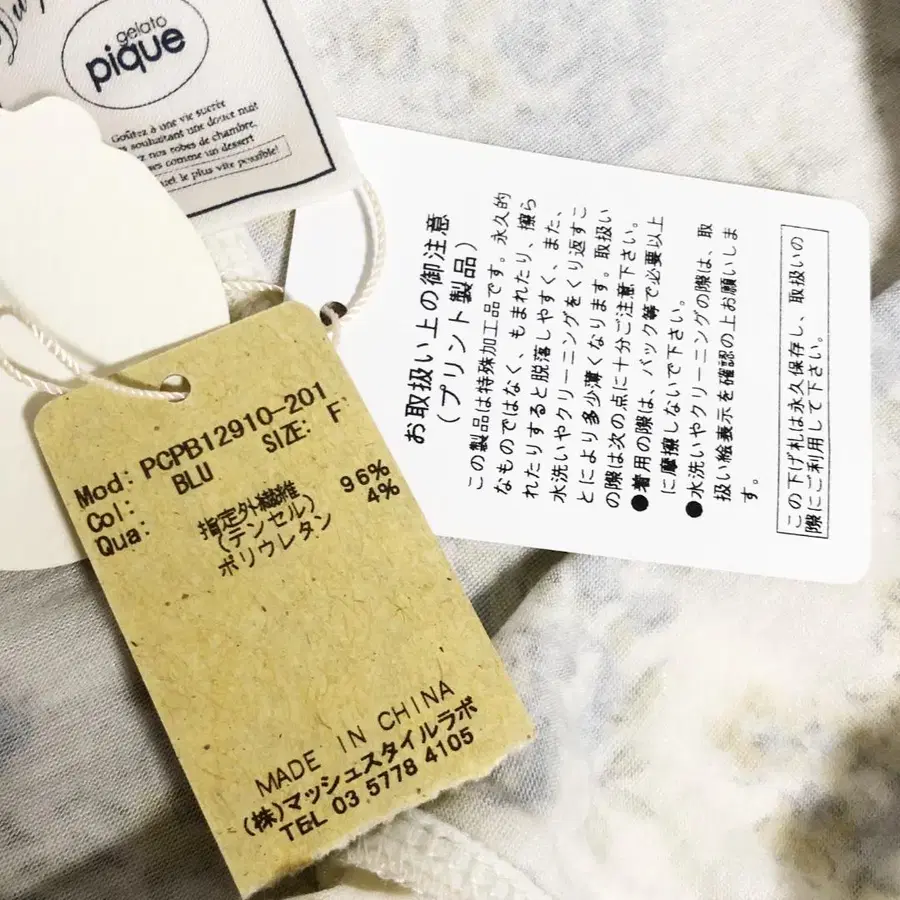 gelato
pique
Goûtez à une vie sucrée
souhaitant une douce nuit
nos robes de chambre,
comme un dessert
le plus vite possible!
お取扱い上の御注意
(プリント製品)
この製品は特殊加工品です。永久的
なものではなく、もまれたり、擦ら
れたりすると脱落しやすく、また、
水洗いやクリーニングをくり返すこ
とにより多少薄くなります。取扱い
の際は次の点に十分ご注意下さい。
●着用の際は、バック等で必要以上
に摩擦しないで下さい。
●水洗いやクリーニングの際は、取
扱い絵表示を確認の上お願いしま
す。
この下げ札は永久保存し、取扱いの
際にご利用して下さい。
Mod: PCPB12910-201
Col: BLU SIZE: F
Qua:
指定外繊維
(テンセル) 96%
ポリウレタン 4%
MADE IN CHINA
(株)マッシュスタイルラボ
TEL 03 5778 4105